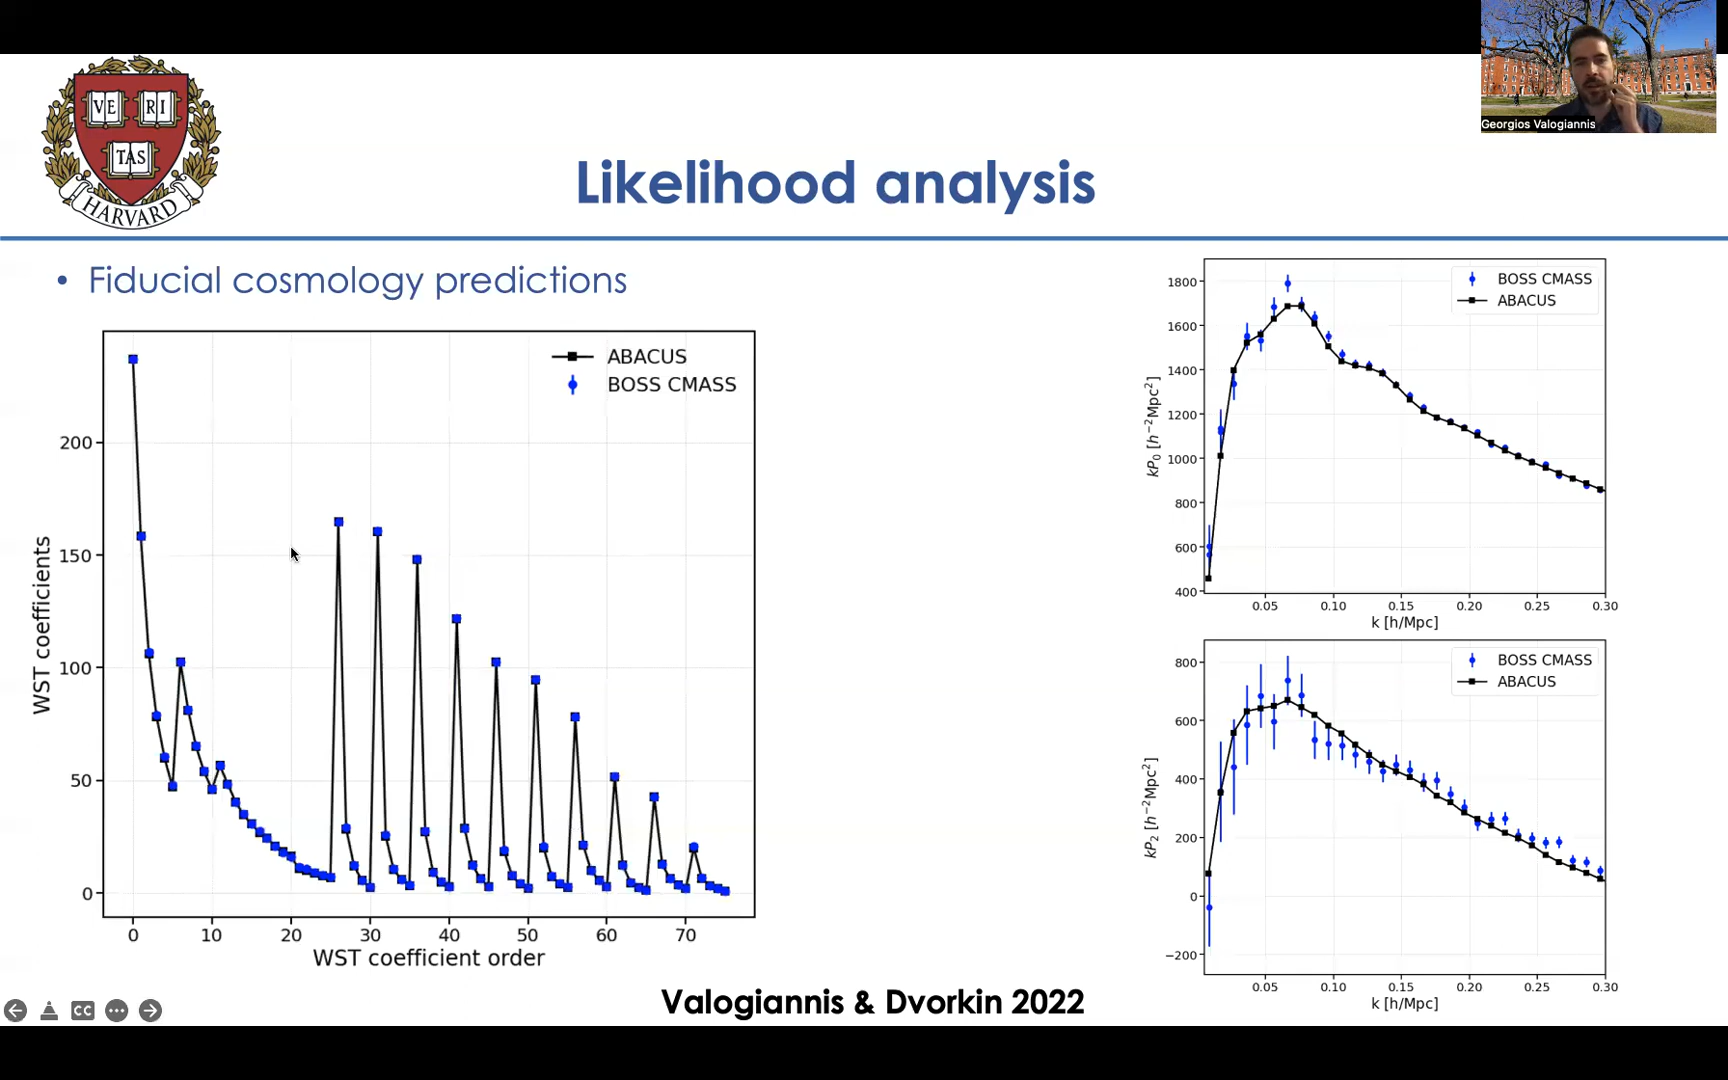 Georgios Valogiannis
VE RI
TAS
HARVARD
Likelihood analysis
• Fiducial cosmology predictions
ABACUS
BOSS CMASS
200
150
100
50
0
WST coefficients
0 10 20 30 40 50 60 70
WST coefficient order
BOSS CMASS
ABACUS
1800
1600
1400
1200
1000
800
600
400
kP₀ [h⁻²Mpc²]
0.05 0.10 0.15 0.20 0.25 0.30
k [h/Mpc]
BOSS CMASS
ABACUS
800
600
400
200
0
−200
kP₂ [h⁻²Mpc²]
0.05 0.10 0.15 0.20 0.25 0.30
k [h/Mpc]
Valogiannis & Dvorkin 2022
CC